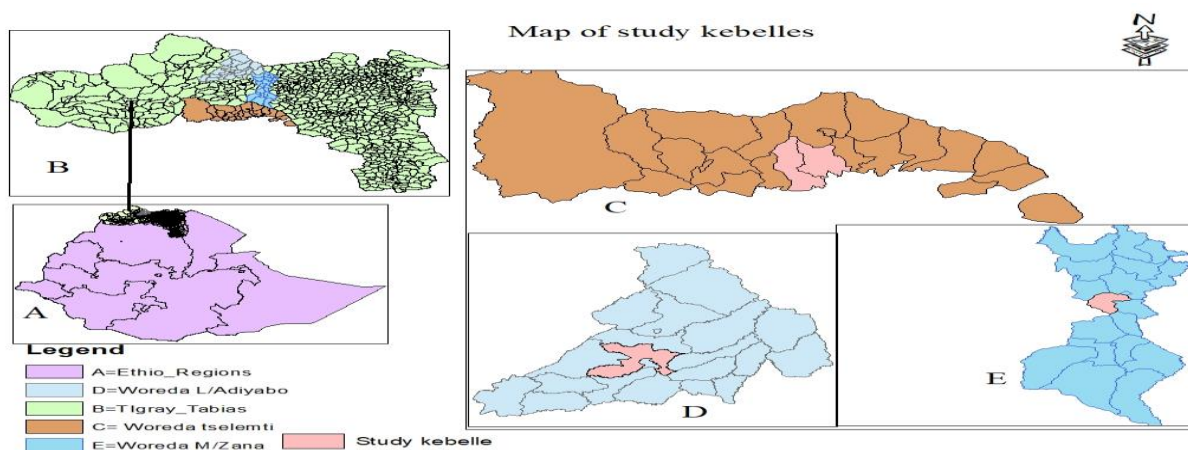 Map of study kebelles
N
B
A
C
D
E
Legend
A=Ethio_Regions
D=Woreda L/Adiyabo
B=TIgray_Tabias
C= Woreda tselemti
E=Woreda M/Zana
Study kebelle